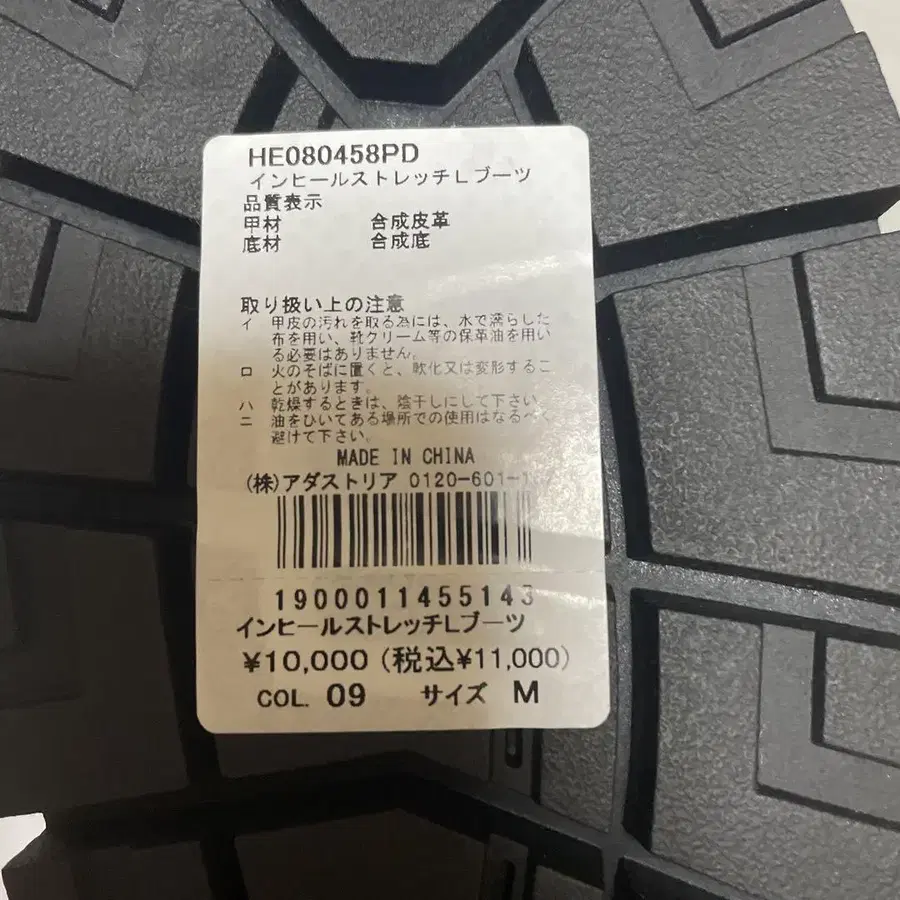 HE080458PD
インヒールストレッチLブーツ
品質表示
甲材 合成皮革
底材 合成底
取り扱い上の注意
イ 甲皮の汚れを取る為には、水で濡らした
布を用い、靴クリーム等の保革油を用い
る必要はありません。
ロ 火のそばに置くと、軟化又は変形するこ
とがあります。
ハ 乾燥するときは、陰干しにして下さい。
ニ 油をひいてある場所での使用はなるべく
避けて下さい。
MADE IN CHINA
(株)アダストリア 0120-601-
1900011455143
インヒールストレッチLブーツ
¥10,000 (税込¥11,000)
COL. 09 サイズ M